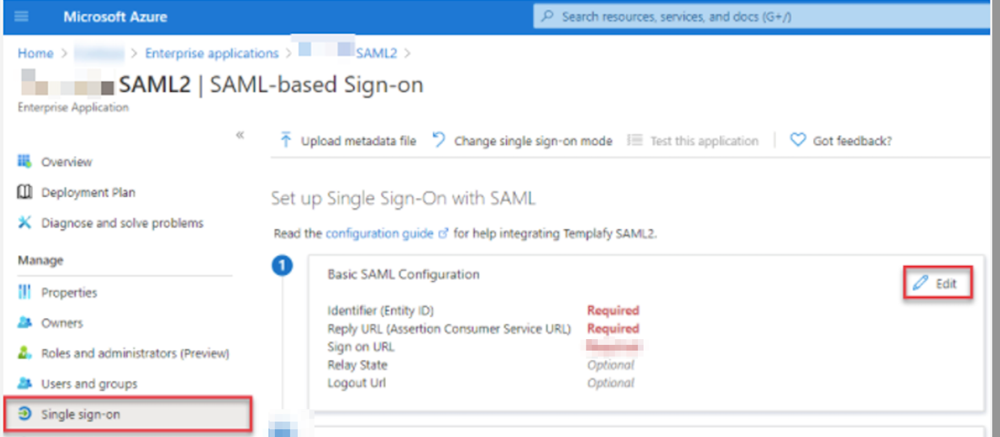 Microsoft Azure
Search resources, services, and docs (G+/)
Home > > Enterprise applications > SAML2 >
SAML2 | SAML-based Sign-on
Enterprise Application
«
Upload metadata file Change single sign-on mode Test this application Got feedback?
Overview
Deployment Plan
Diagnose and solve problems
Manage
Properties
Owners
Roles and administrators (Preview)
Users and groups
Single sign-on
Set up Single Sign-On with SAML
Read the configuration guide for help integrating Templafy SAML2.
1
Basic SAML Configuration
Edit
Identifier (Entity ID) Required
Reply URL (Assertion Consumer Service URL) Required
Sign on URL
Relay State Optional
Logout Url Optional